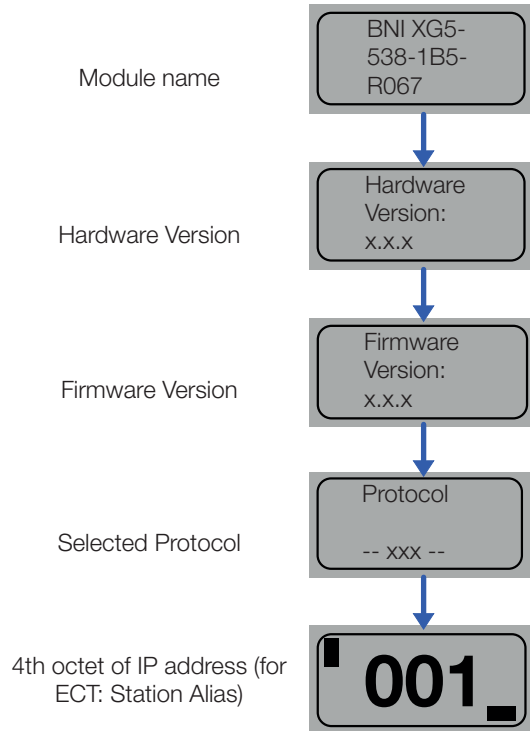 Module name
BNI XG5-
538-1B5-
R067
Hardware Version
Hardware
Version:
x.x.x
Firmware Version
Firmware
Version:
x.x.x
Selected Protocol
Protocol
-- xxx --
4th octet of IP address (for
ECT: Station Alias)
001